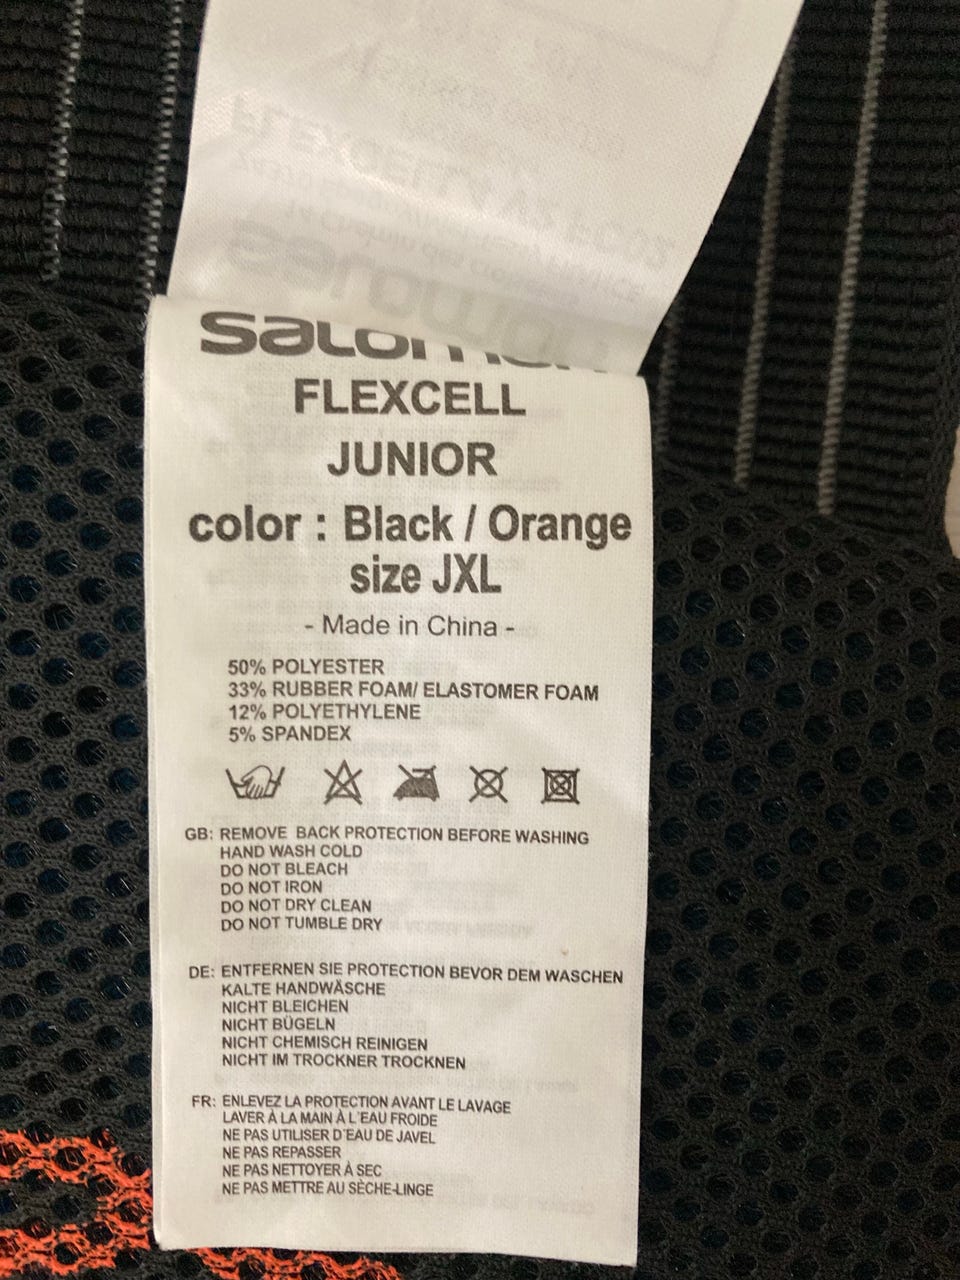 salomon
FLEXCELL
JUNIOR
color : Black / Orange
size JXL
- Made in China -
50% POLYESTER
33% RUBBER FOAM/ ELASTOMER FOAM
12% POLYETHYLENE
5% SPANDEX
GB: REMOVE BACK PROTECTION BEFORE WASHING
HAND WASH COLD
DO NOT BLEACH
DO NOT IRON
DO NOT DRY CLEAN
DO NOT TUMBLE DRY
DE: ENTFERNEN SIE PROTECTION BEVOR DEM WASCHEN
KALTE HANDWÄSCHE
NICHT BLEICHEN
NICHT BÜGELN
NICHT CHEMISCH REINIGEN
NICHT IM TROCKNER TROCKNEN
FR: ENLEVEZ LA PROTECTION AVANT LE LAVAGE
LAVER À LA MAIN À L'EAU FROIDE
NE PAS UTILISER D'EAU DE JAVEL
NE PAS REPASSER
NE PAS NETTOYER À SEC
NE PAS METTRE AU SÈCHE-LINGE